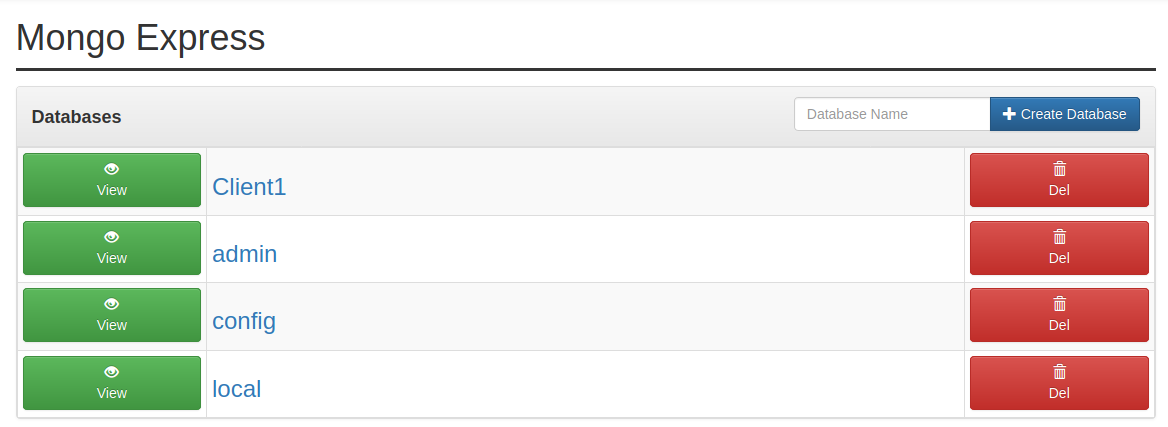 Mongo Express
Databases
Database Name
Create Database
View
Client1
Del
View
admin
Del
View
config
Del
View
local
Del